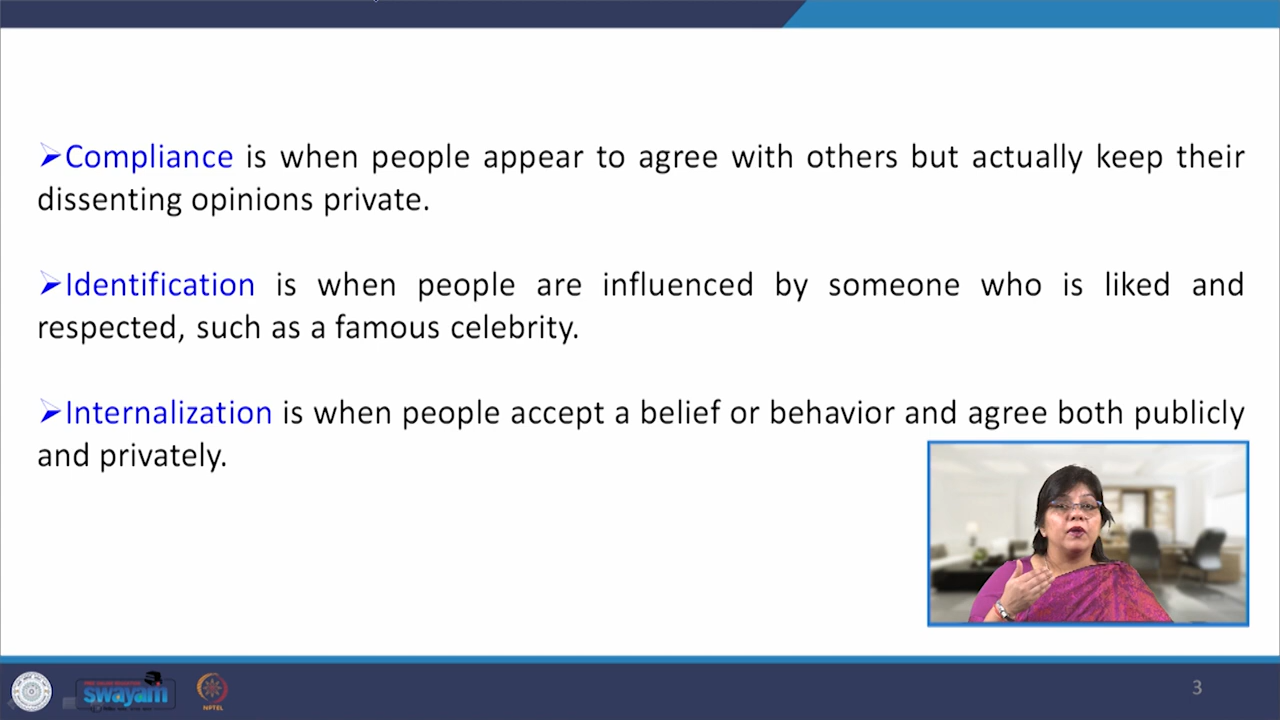 ➢Compliance is when people appear to agree with others but actually keep their
dissenting opinions private.
➢Identification is when people are influenced by someone who is liked and
respected, such as a famous celebrity.
➢Internalization is when people accept a belief or behavior and agree both publicly
and privately.
swayam
NPTEL
3